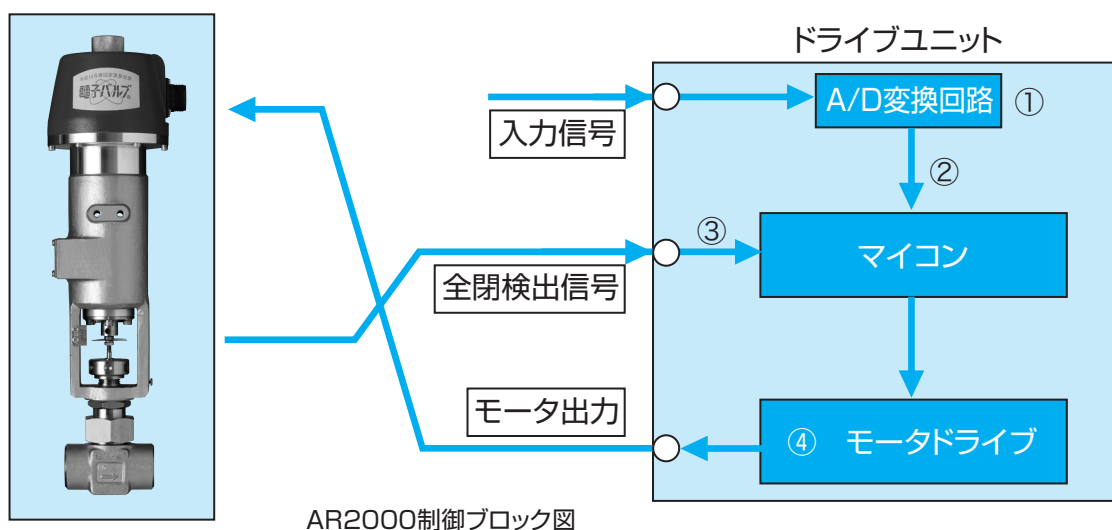 電子バルブ
ドライブユニット
A/D変換回路
①
入力信号
②
③
マイコン
全閉検出信号
モータ出力
④ モータドライブ
AR2000制御ブロック図